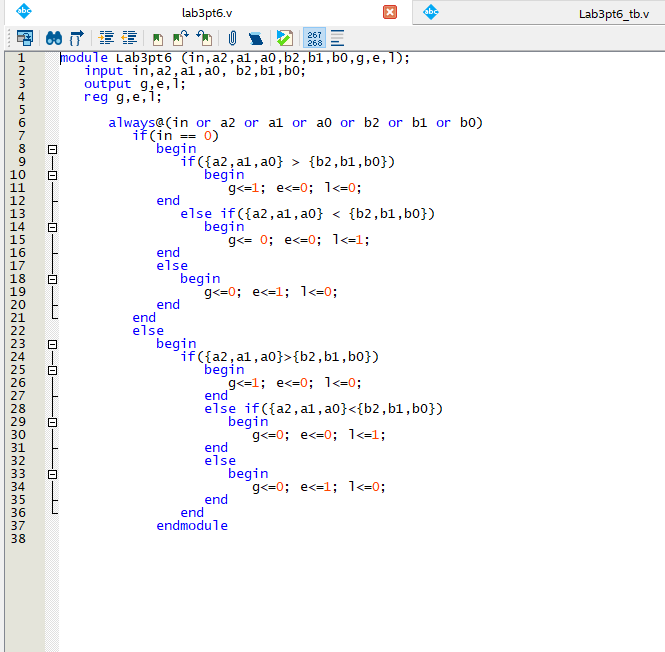 lab3pt6.v
Lab3pt6_tb.v
abc
abc
267
268
1 module Lab3pt6 (in,a2,a1,a0,b2,b1,b0,g,e,l);
2 input in,a2,a1,a0, b2,b1,b0;
3 output g,e,l;
4 reg g,e,l;
5
6 always@(in or a2 or a1 or a0 or b2 or b1 or b0)
7 if(in == 0)
8 begin
9 if({a2,a1,a0} > {b2,b1,b0})
10 begin
11 g<=1; e<=0; l<=0;
12 end
13 else if({a2,a1,a0} < {b2,b1,b0})
14 begin
15 g<= 0; e<=0; l<=1;
16 end
17 else
18 begin
19 g<=0; e<=1; l<=0;
20 end
21 end
22 else
23 begin
24 if({a2,a1,a0}>{b2,b1,b0})
25 begin
26 g<=1; e<=0; l<=0;
27 end
28 else if({a2,a1,a0}<{b2,b1,b0})
29 begin
30 g<=0; e<=0; l<=1;
31 end
32 else
33 begin
34 g<=0; e<=1; l<=0;
35 end
36 end
37 endmodule
38